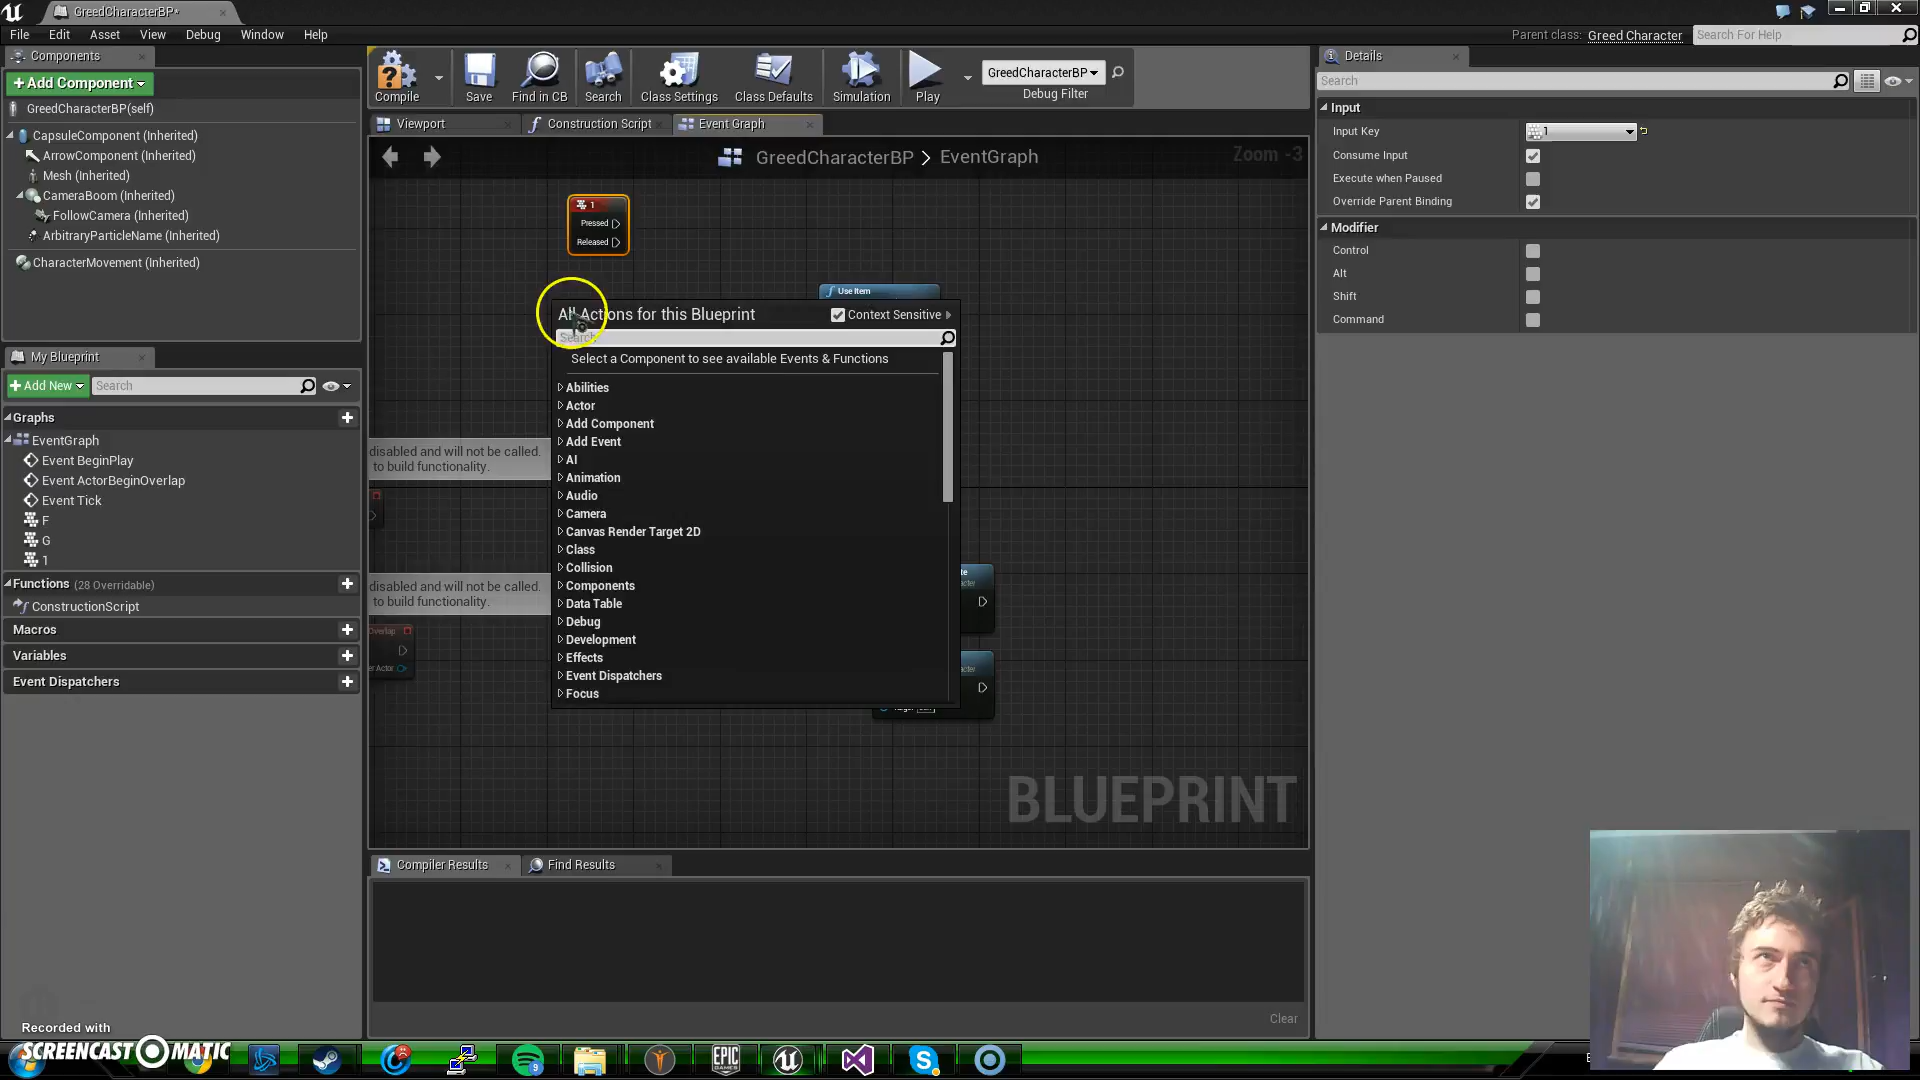 GreedCharacterBP*
File Edit Asset View Debug Window Help
Parent class: Greed Character
Search For Help
Components
+Add Component
GreedCharacterBP(self)
CapsuleComponent (Inherited)
ArrowComponent (Inherited)
Mesh (Inherited)
CameraBoom (Inherited)
FollowCamera (Inherited)
ArbitraryParticleName (Inherited)
CharacterMovement (Inherited)
My Blueprint
+Add New
Search
Graphs
EventGraph
Event BeginPlay
Event ActorBeginOverlap
Event Tick
F
G
1
Functions (28 Overridable)
ConstructionScript
Macros
Variables
Event Dispatchers
Compile
Save
Find in CB
Search
Class Settings
Class Defaults
Simulation
Play
GreedCharacterBP
Debug Filter
Viewport
Construction Script
Event Graph
GreedCharacterBP > EventGraph
Zoom -3
1
Pressed
Released
Use Item
All Actions for this Blueprint
Context Sensitive
Search
Select a Component to see available Events & Functions
Abilities
Actor
Add Component
Add Event
AI
Animation
Audio
Camera
Canvas Render Target 2D
Class
Collision
Components
Data Table
Debug
Development
Effects
Event Dispatchers
Focus
disabled and will not be called.
to build functionality.
disabled and will not be called.
to build functionality.
Overlap
er Actor
BLUEPRINT
Compiler Results
Find Results
Clear
Details
Search
Input
Input Key
1
Consume Input
Execute when Paused
Override Parent Binding
Modifier
Control
Alt
Shift
Command
Recorded with
SCREENCAST MATIC
EPIC
GAMES